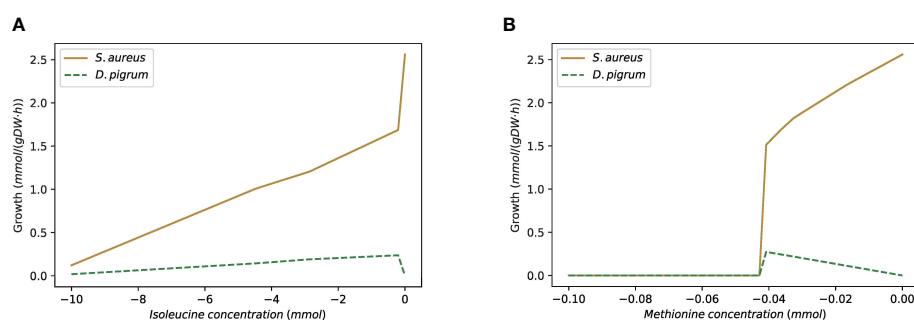 A
B
S. aureus
D. pigrum
S. aureus
D. pigrum
Growth (mmol/(gDW·h))
2.5
2.0
1.5
1.0
0.5
0.0
−10
−8
−6
−4
−2
0
Isoleucine concentration (mmol)
Growth (mmol/(gDW·h))
2.5
2.0
1.5
1.0
0.5
0.0
−0.10
−0.08
−0.06
−0.04
−0.02
0.00
Methionine concentration (mmol)